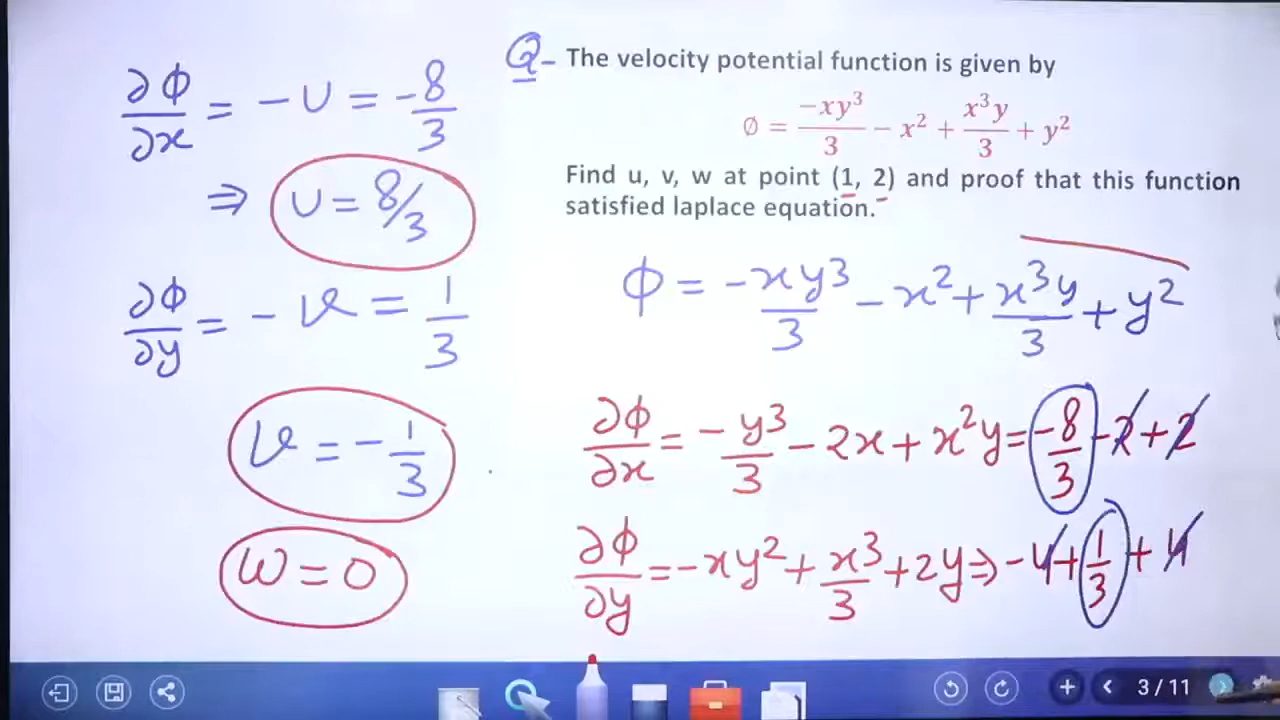 ∂ϕ/∂x = -u = -8/3
⇒ u = 8/3
∂ϕ/∂y = -v = 1/3
v = -1/3
w = 0
Q- The velocity potential function is given by
∅ = -xy³/3 - x² + x³y/3 + y²
Find u, v, w at point (1, 2) and proof that this function
satisfied laplace equation.
ϕ = -xy³/3 - x² + x³y/3 + y²
∂ϕ/∂x = -y³/3 - 2x + x²y = -8/3 - 2 + 2
∂ϕ/∂y = -xy² + x³/3 + 2y ⇒ -4 + 1/3 + 4
3 / 11